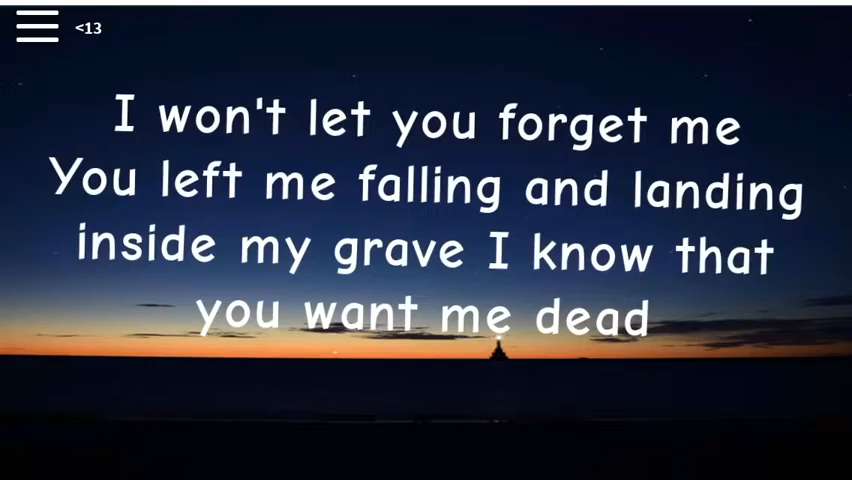 <13
I won't let you forget me
You left me falling and landing
inside my grave I know that
you want me dead